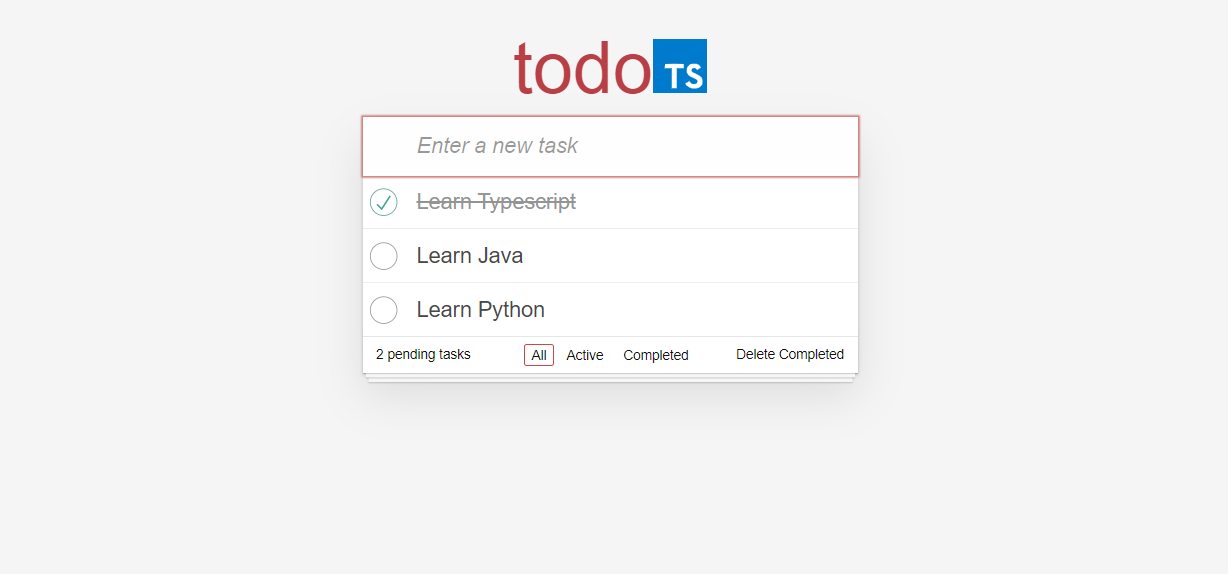 todo TS
Enter a new task
Learn Typescript
Learn Java
Learn Python
2 pending tasks All Active Completed Delete Completed